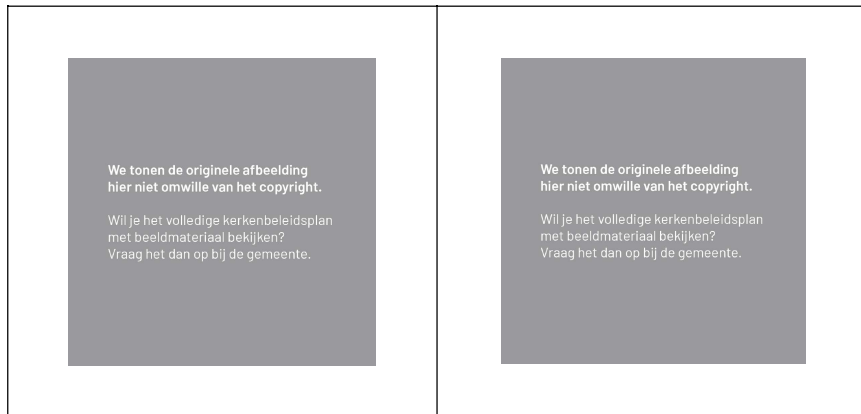 We tonen de originele afbeelding
hier niet omwille van het copyright.
Wil je het volledige kerkenbeleidsplan
met beeldmateriaal bekijken?
Vraag het dan op bij de gemeente.
We tonen de originele afbeelding
hier niet omwille van het copyright.
Wil je het volledige kerkenbeleidsplan
met beeldmateriaal bekijken?
Vraag het dan op bij de gemeente.